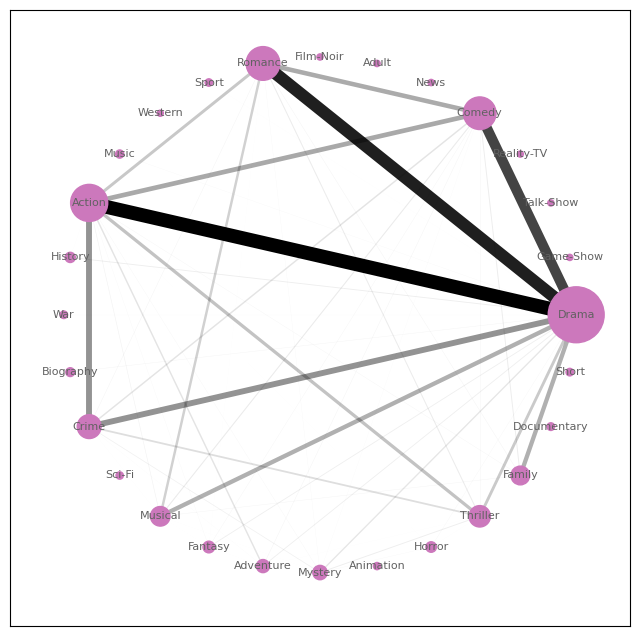 Film-Noir
Romance
Adult
Sport
News
Western
Comedy
Music
Reality-TV
Action
Talk-Show
History
Game-Show
War
Drama
Biography
Short
Crime
Documentary
Sci-Fi
Family
Musical
Thriller
Fantasy
Horror
Adventure
Mystery
Animation